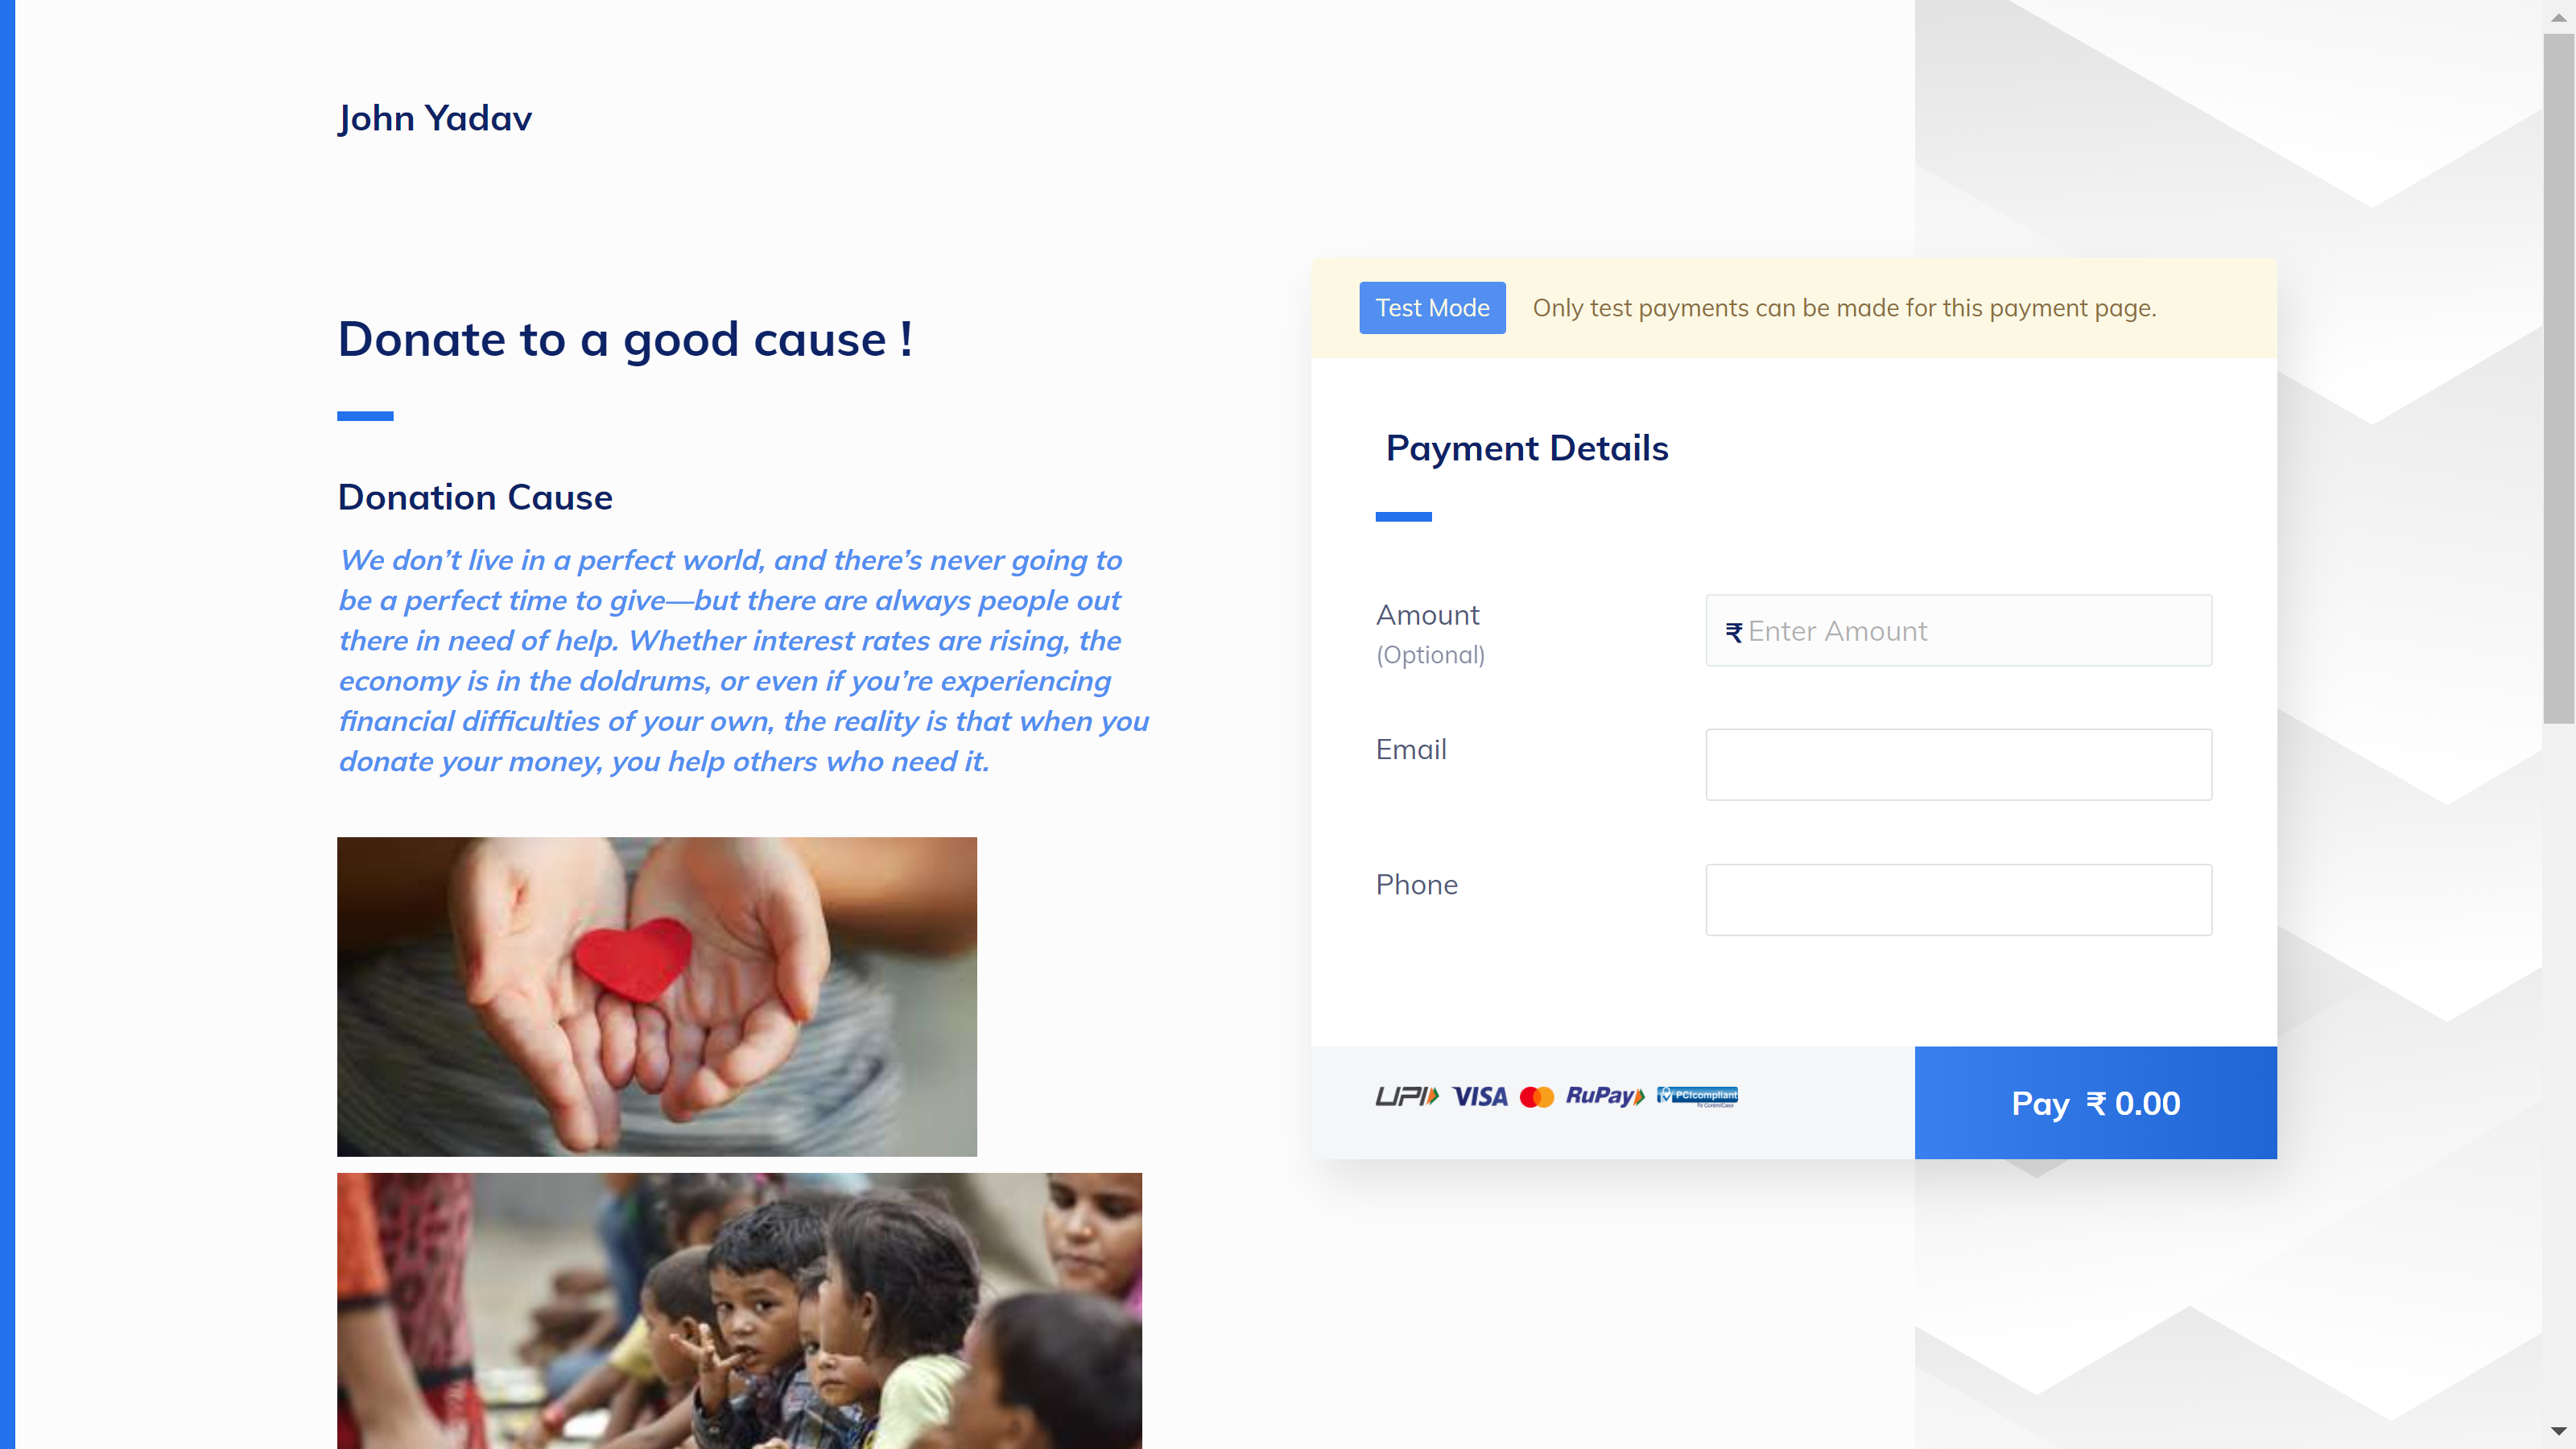 John Yadav
Donate to a good cause !
Donation Cause
We don’t live in a perfect world, and there’s never going to
be a perfect time to give—but there are always people out
there in need of help. Whether interest rates are rising, the
economy is in the doldrums, or even if you’re experiencing
financial difficulties of your own, the reality is that when you
donate your money, you help others who need it.
Test Mode Only test payments can be made for this payment page.
Payment Details
Amount
(Optional)
₹ Enter Amount
Email
Phone
UPI VISA RuPay PCIcompliant
by ControlCase
Pay ₹ 0.00